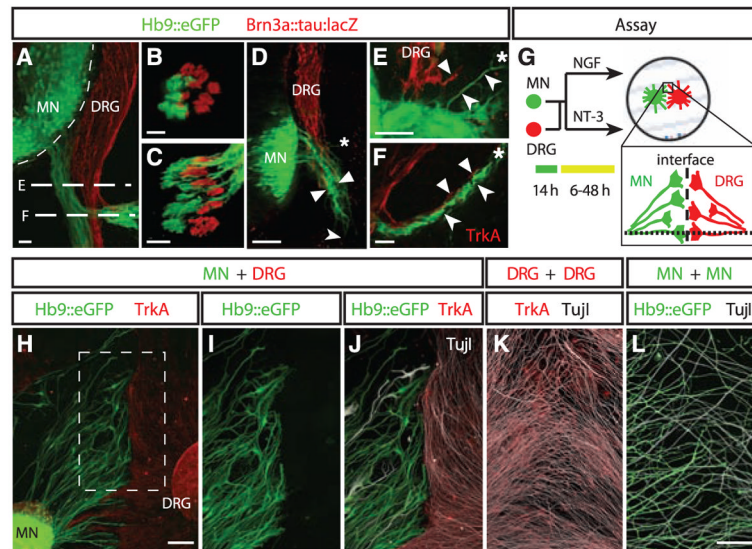 Hb9::eGFP Brn3a::tau:lacZ
Assay
A
MN
DRG
E
F
B
C
D
DRG
MN
*
E
DRG
*
F
*
TrkA
G
MN
DRG
NGF
NT-3
14 h 6-48 h
interface
MN DRG
MN + DRG
DRG + DRG
MN + MN
Hb9::eGFP TrkA
Hb9::eGFP
Hb9::eGFP TrkA
TrkA TujI
Hb9::eGFP TujI
H
MN
DRG
I
J
TujI
K
L